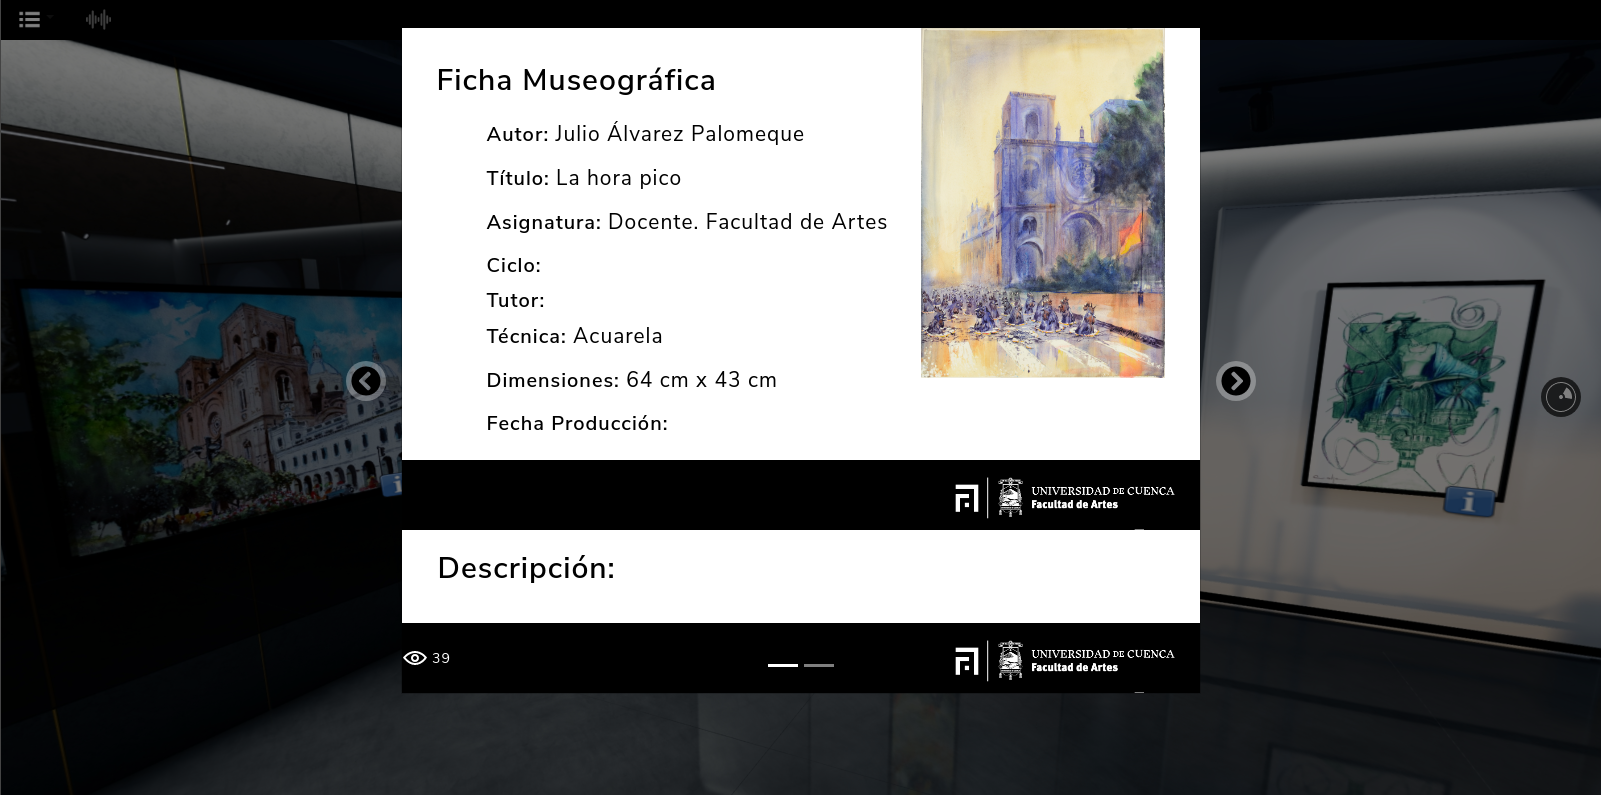 Ficha Museográfica
Autor: Julio Álvarez Palomeque
Título: La hora pico
Asignatura: Docente. Facultad de Artes
Ciclo:
Tutor:
Técnica: Acuarela
Dimensiones: 64 cm x 43 cm
Fecha Producción:
UNIVERSIDAD DE CUENCA
Facultad de Artes
Descripción:
39
UNIVERSIDAD DE CUENCA
Facultad de Artes
i
i